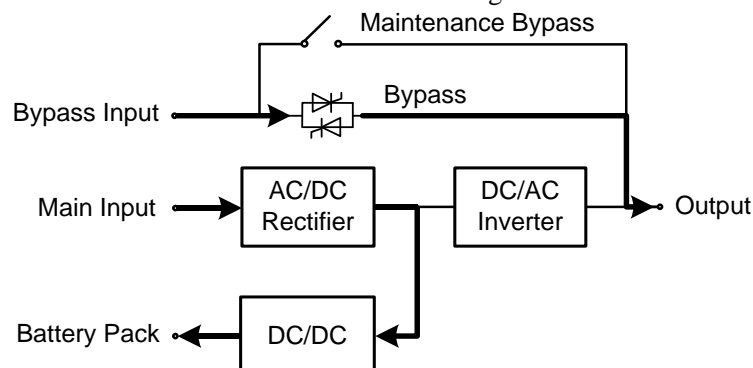 Maintenance Bypass
Bypass Input
Bypass
Main Input
AC/DC
Rectifier
DC/AC
Inverter
Output
Battery Pack
DC/DC